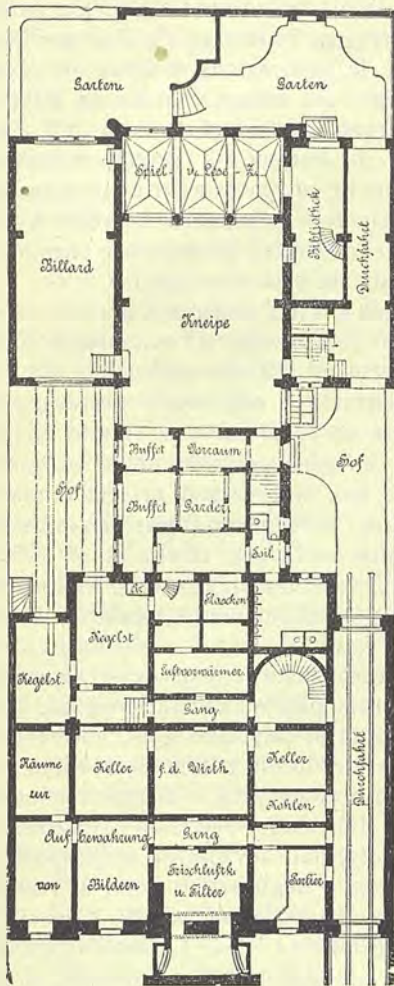 Garten
Garten
Spiel- u. Lese-Zi.
Billard
Bibliothek
Durchfahrt
Kneipe
Buffet
Vorraum
Hof
Hof
Buffet
Garder.
Flaschen
Kegelst.
Kegelst
Luftvorwärmer.
Gang
Räume
zur
Keller
f. d. Wirth
Keller
Kohlen
Durchfahrt
Auf
bewahrung
Gang
von
Bildern
Frischluftk.
u. Filter
Portier